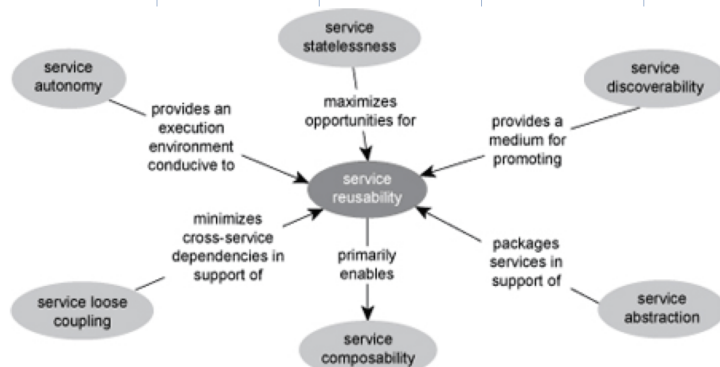 service
statelessness
service
autonomy
service
discoverability
provides an
execution
environment
conducive to
maximizes
opportunities for
provides a
medium for
promoting
service
reusability
minimizes
cross-service
dependencies in
support of
primarily
enables
packages
services in
support of
service loose
coupling
service
composability
service
abstraction